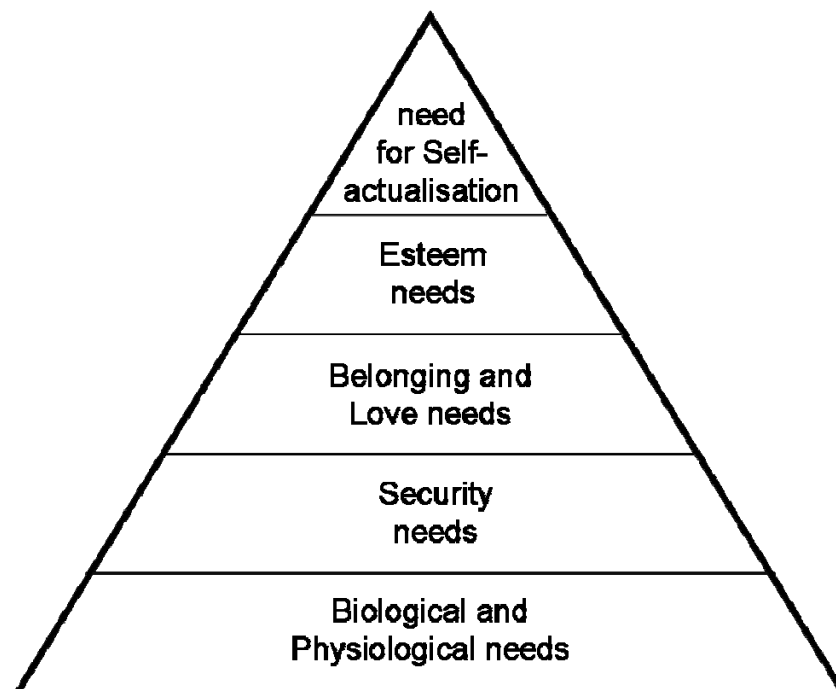 need
for Self-
actualisation
Esteem
needs
Belonging and
Love needs
Security
needs
Biological and
Physiological needs